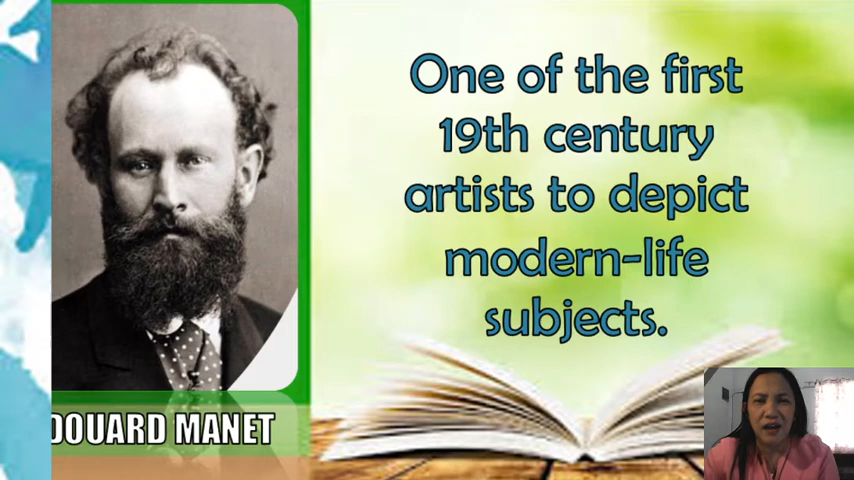 One of the first
19th century
artists to depict
modern-life
subjects.
DOUARD MANET